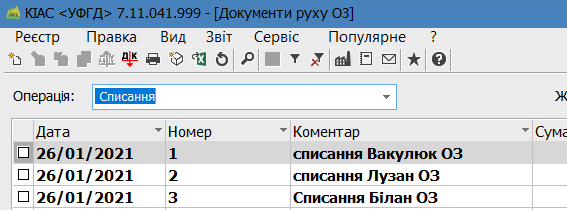 КІАС <УФГД> 7.11.041.999 - [Документи руху ОЗ]
Реєстр Правка Вид Звіт Сервіс Популярне ?
Операція: Списання Ж
Дата Номер Коментар Сума
26/01/2021 1 списання Вакулюк ОЗ
26/01/2021 2 списання Лузан ОЗ
26/01/2021 3 Списання Білан ОЗ